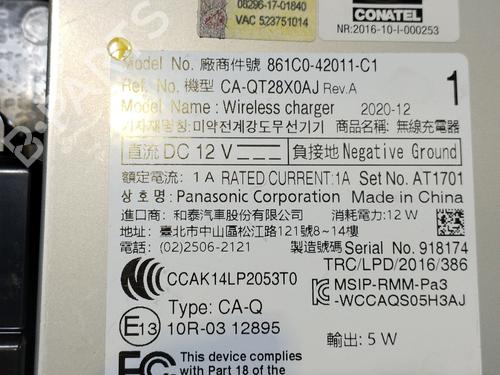 08296-17-01840
VAC 523751014
CONATEL
NR:2016-10-I-000253
Model No. 廠商件號 861C0-42011-C1
Ref. No. 機型 CA-QT28X0AJ Rev.A
1
Model Name : Wireless charger 2020-12
기자재명칭:미약전계강도무선기기 商品名稱: 無線充電器
直流 DC 12 V 負接地 Negative Ground
額定電流: 1 A RATED CURRENT:1A Set No. AT1701
상 호 명 : Panasonic Corporation Made in China
進口商: 和泰汽車股份有限公司 消耗電力:12 W
地址: 臺北市中山區松江路121號8~14樓
電話: (02)2506-2121 製造號碼 Serial No. 918174
TRC/LPD/2016/386
CCAK14LP2053T0
MSIP-RMM-Pa3
-WCCAQS05H3AJ
Type: CA-Q
E13 10R-03 12895
輸出: 5 W
FC This device complies
with Part 18 of the